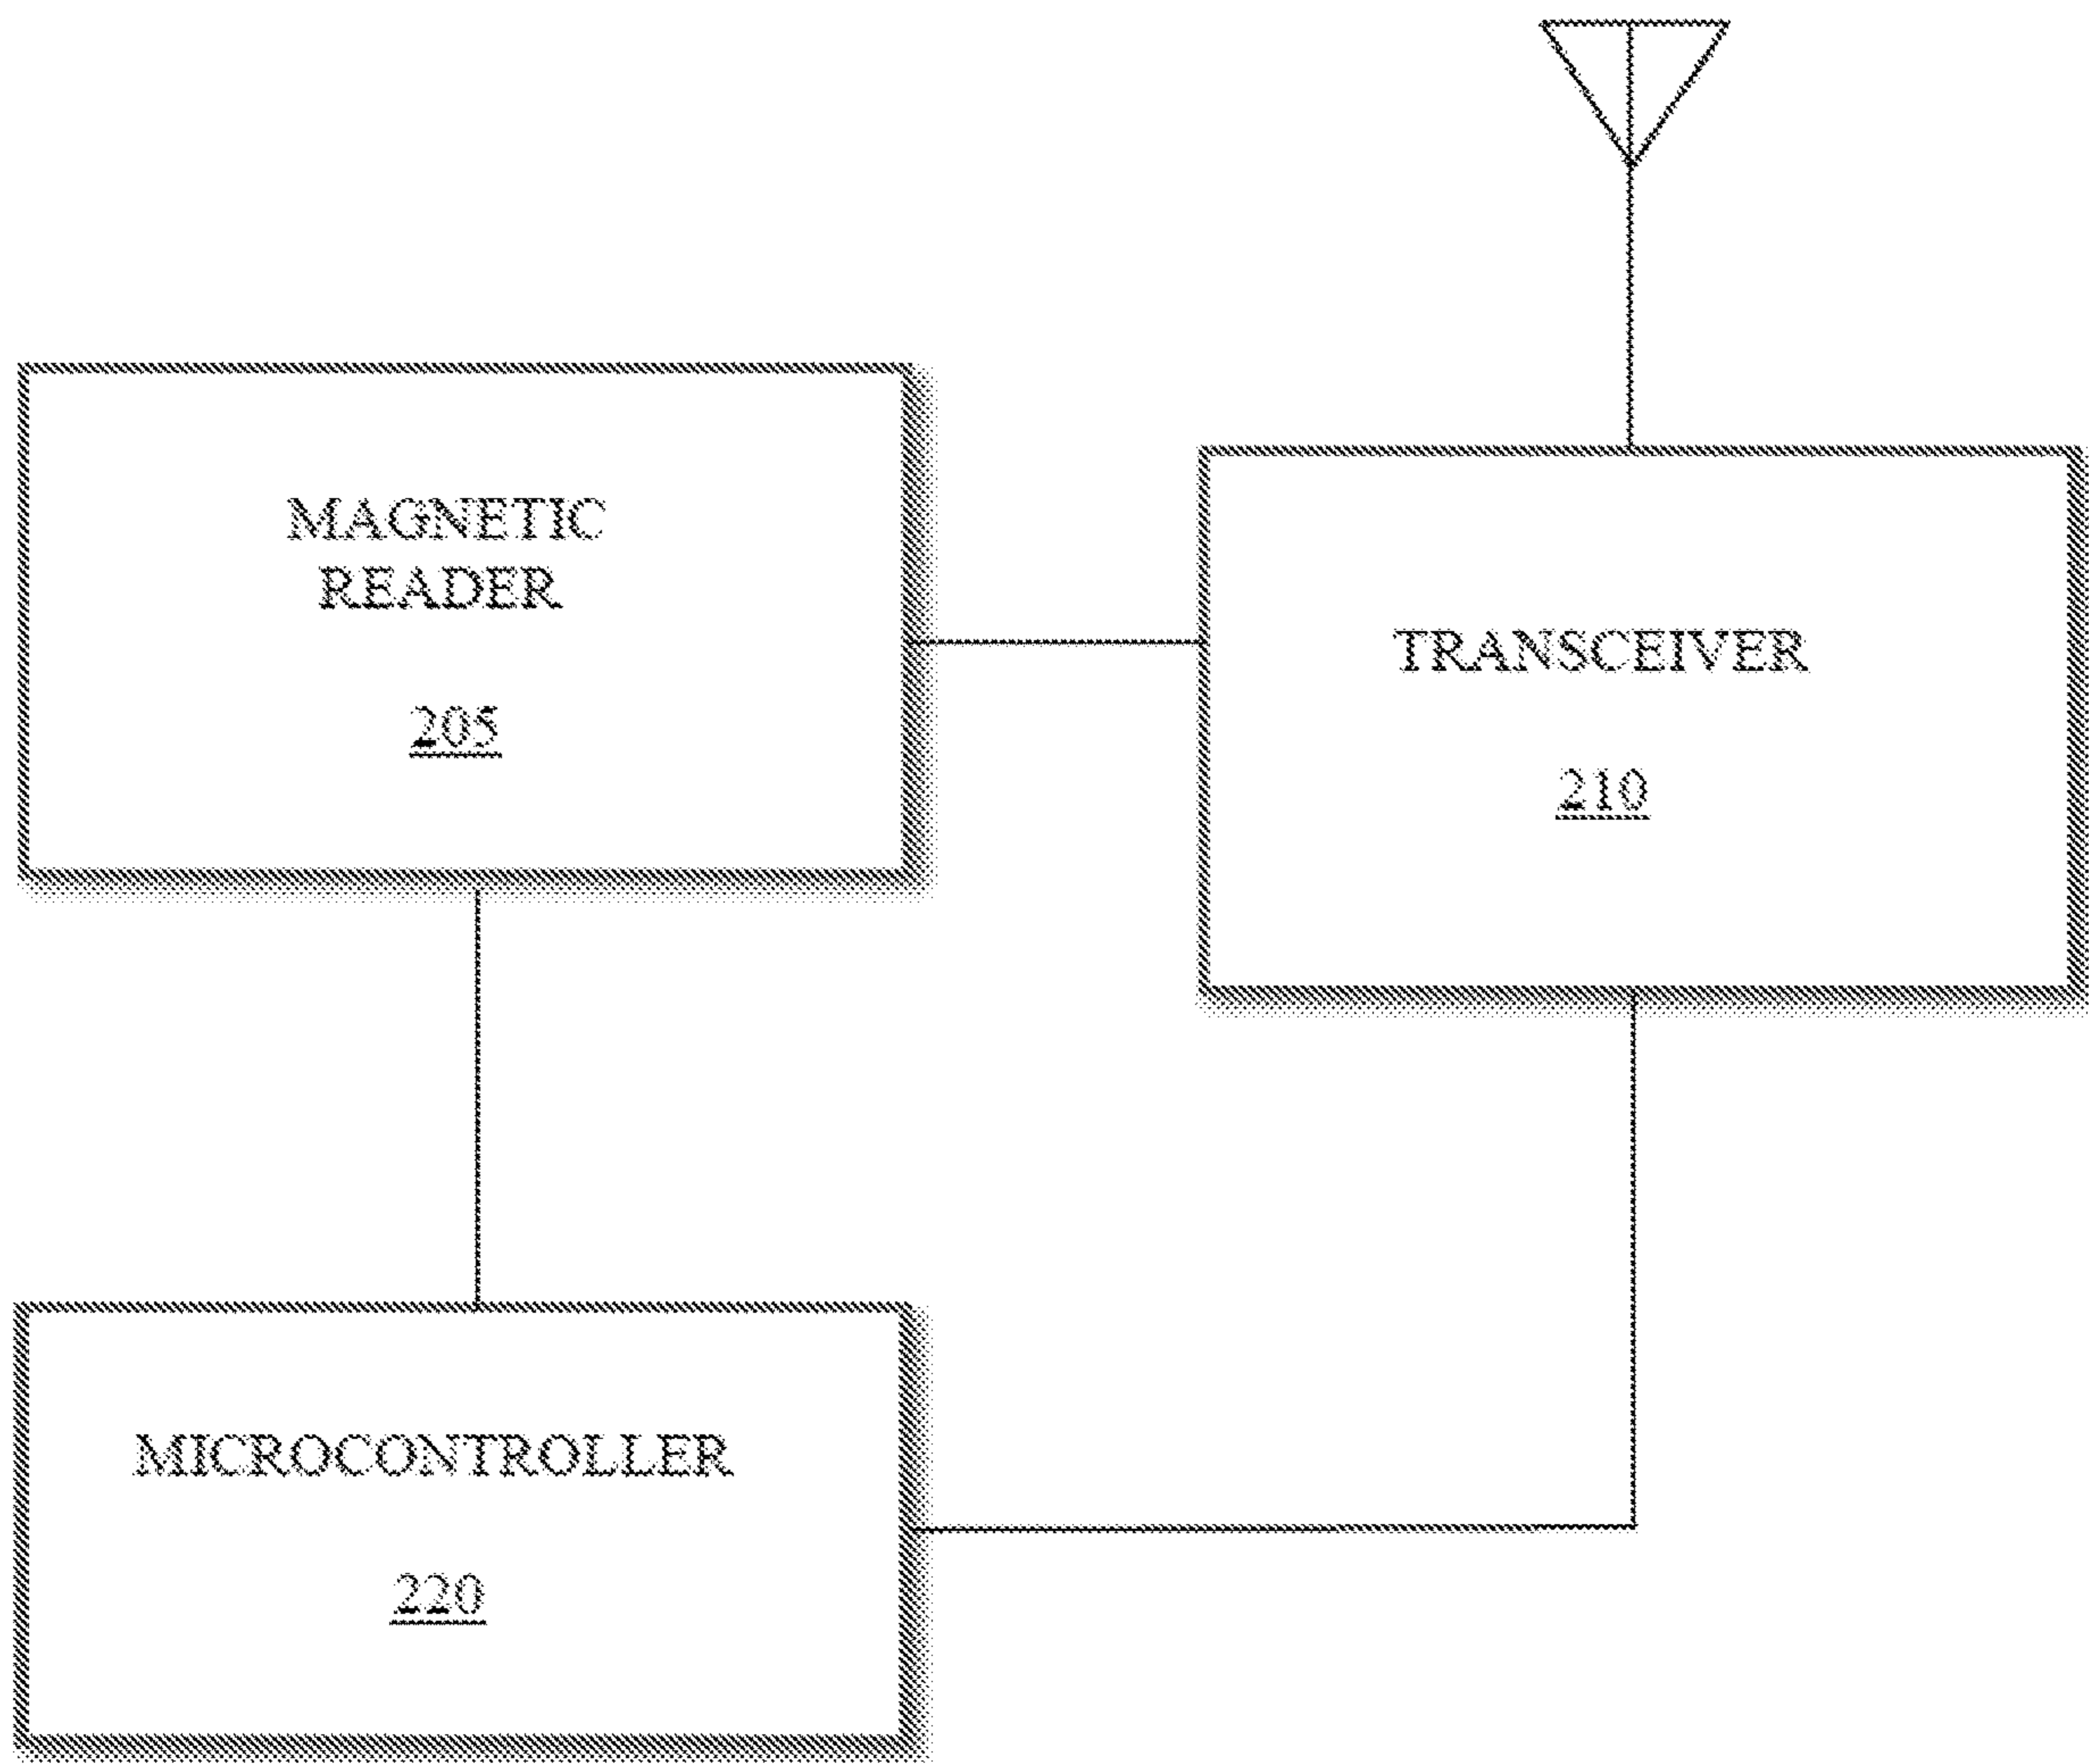 MAGNETIC
READER
205
TRANSCEIVER
210
MICROCONTROLLER
220